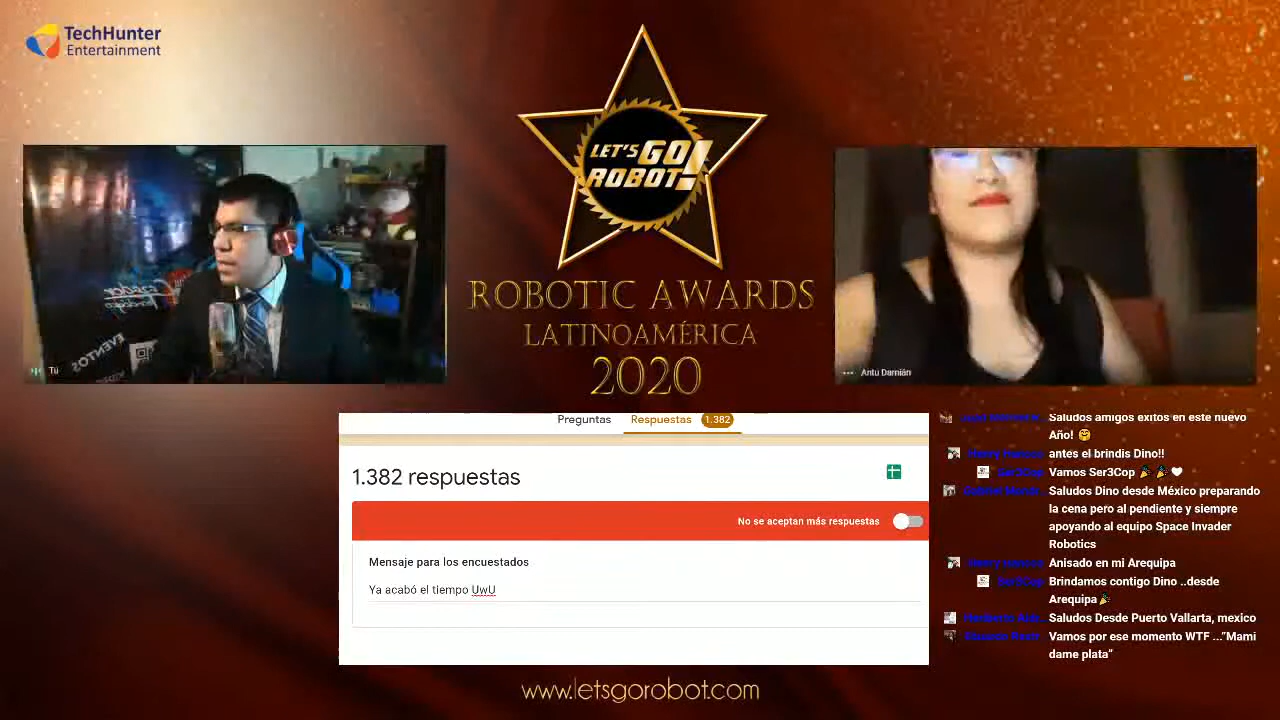 TechHunter
Entertainment
LET'S GO
ROBOT!
ROBOTIC AWARDS
LATINOAMÉRICA
2020
EVENTOS
Tú
Antu Damián
Preguntas Respuestas 1.382
1.382 respuestas
No se aceptan más respuestas
Mensaje para los encuestados
Ya acabó el tiempo UwU
Saludos amigos exitos en este nuevo
Año! 🤗
antes el brindis Dino!!
Ser3Cop Vamos Ser3Cop 🎉🎉❤
Saludos Dino desde México preparando
la cena pero al pendiente y siempre
apoyando al equipo Space Invader
Robotics
Anisado en mi Arequipa
Ser3Cop Brindamos contigo Dino ..desde
Arequipa🎉
Saludos Desde Puerto Vallarta, mexico
Vamos por ese momento WTF ..."Mami
dame plata"
www.letsgorobot.com